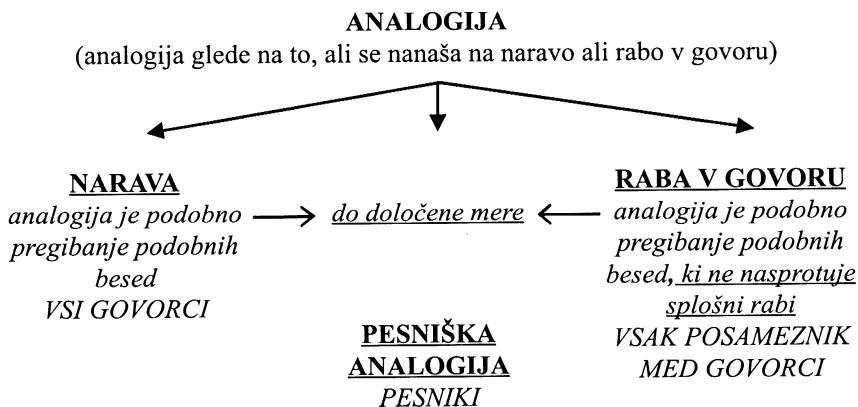 ANALOGIJA
(analogija glede na to, ali se nanaša na naravo ali rabo v govoru)
NARAVA
analogija je podobno
pregibanje podobnih
besed
VSI GOVORCI
do določene mere
PESNIŠKA
ANALOGIJA
PESNIKI
RABA V GOVORU
analogija je podobno
pregibanje podobnih
besed, ki ne nasprotuje
splošni rabi
VSAK POSAMEZNIK
MED GOVORCI